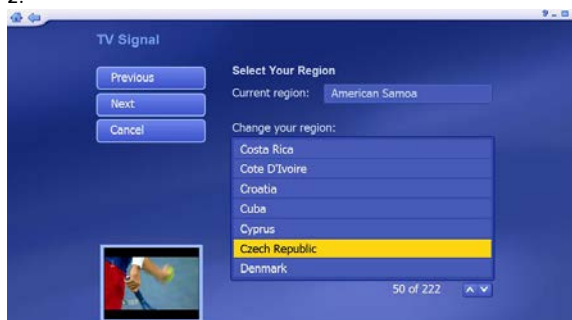 2.
TV Signal
Previous
Next
Cancel
Select Your Region
Current region: American Samoa
Change your region:
Costa Rica
Cote D'Ivoire
Croatia
Cuba
Cyprus
Czech Republic
Denmark
50 of 222